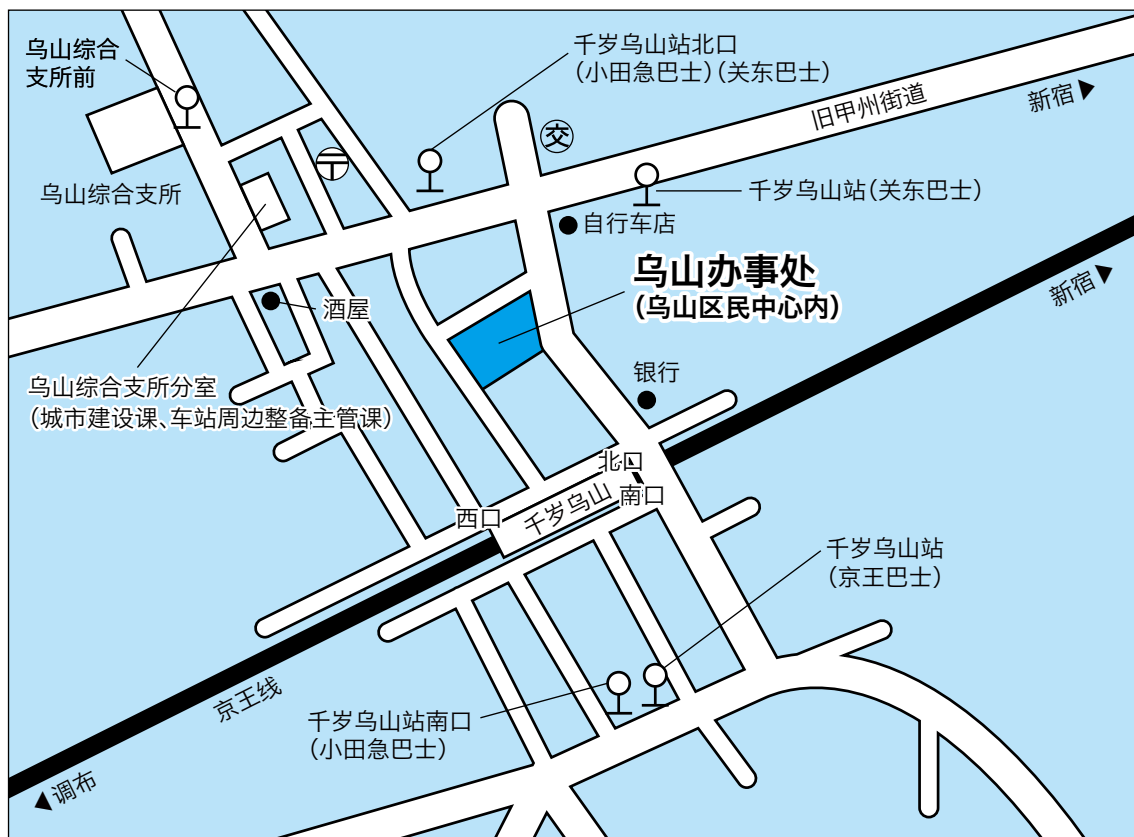 乌山综合
支所前
千岁乌山站北口
（小田急巴士）（关东巴士）
旧甲州街道
新宿▶
交
〒
乌山综合支所
千岁乌山站（关东巴士）
自行车店
乌山办事处
（乌山区民中心内）
新宿▶
酒屋
银行
乌山综合支所分室
（城市建设课、车站周边整备主管课）
北口
南口
西口
千岁乌山
千岁乌山站
（京王巴士）
京王线
千岁乌山站南口
（小田急巴士）
◀调布